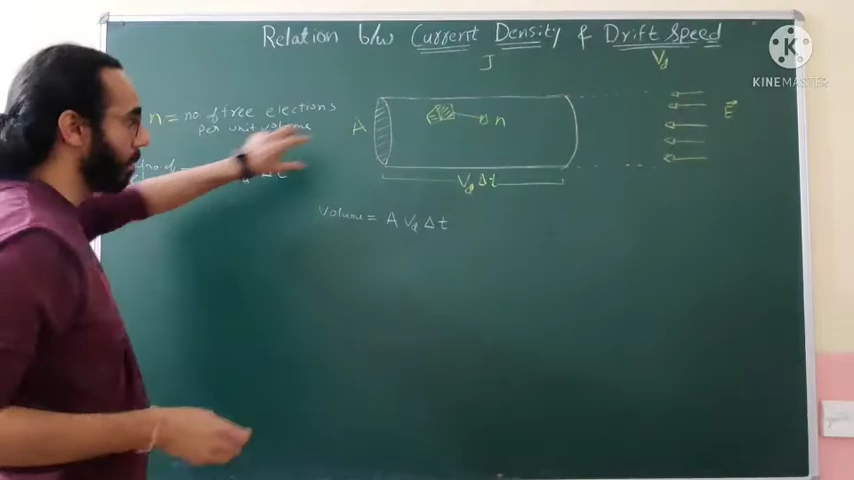 Relation b/w Current Density & Drift Speed
J
Vd
n = no. of free electrons
per unit volume
A
n
E
Vd Δt
Volume = A Vd Δt
K
KINEMASTER